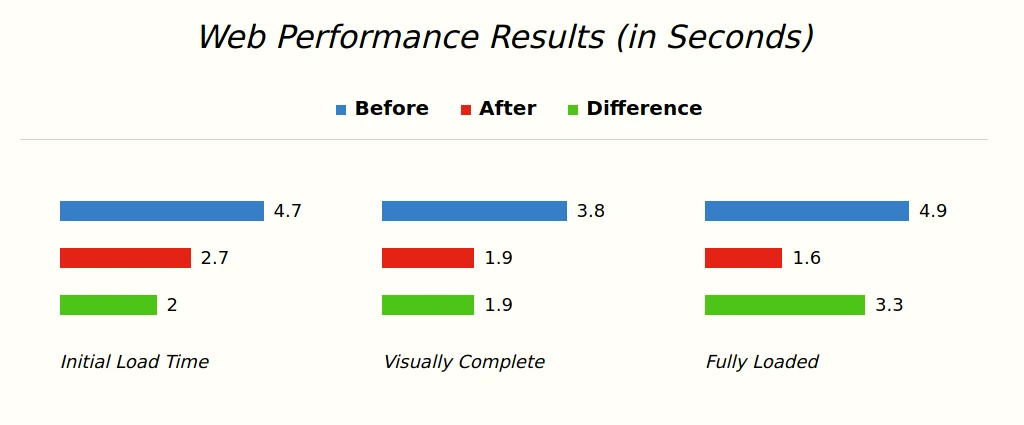 Web Performance Results (in Seconds)
Before After Difference
4.7 3.8 4.9
2.7 1.9 1.6
2 1.9 3.3
Initial Load Time Visually Complete Fully Loaded